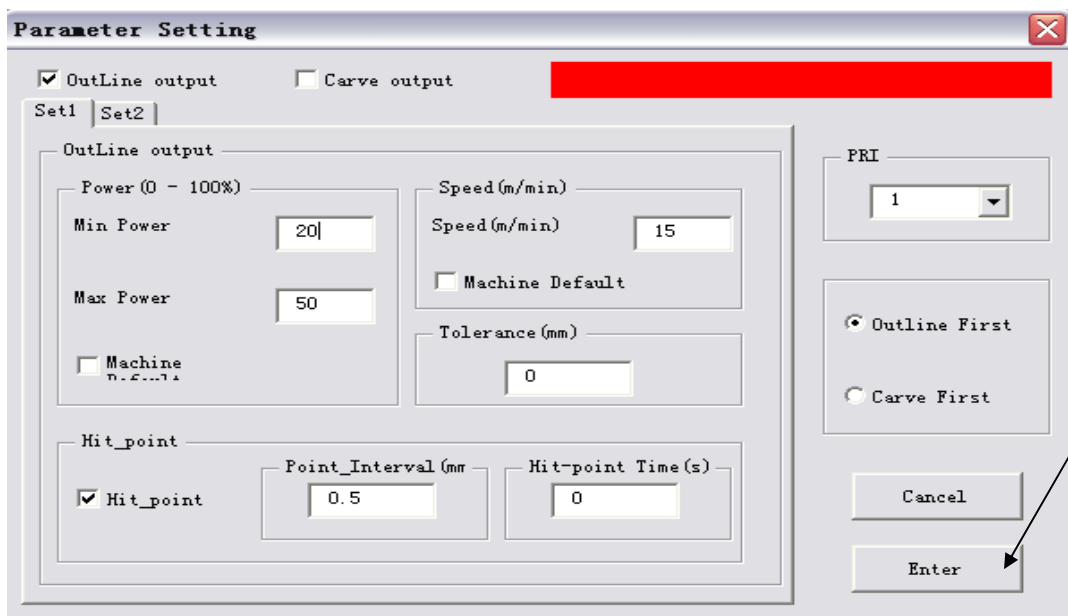 Parameter Setting
OutLine output
Carve output
Set1
Set2
OutLine output
Power(0 - 100%)
Min Power
20
Max Power
50
Machine
Speed(m/min)
Speed(m/min)
15
Machine Default
Tolerance(mm)
0
Hit_point
Hit_point
Point_Interval(mm
0.5
Hit-point Time(s)
0
PRI
1
Outline First
Carve First
Cancel
Enter